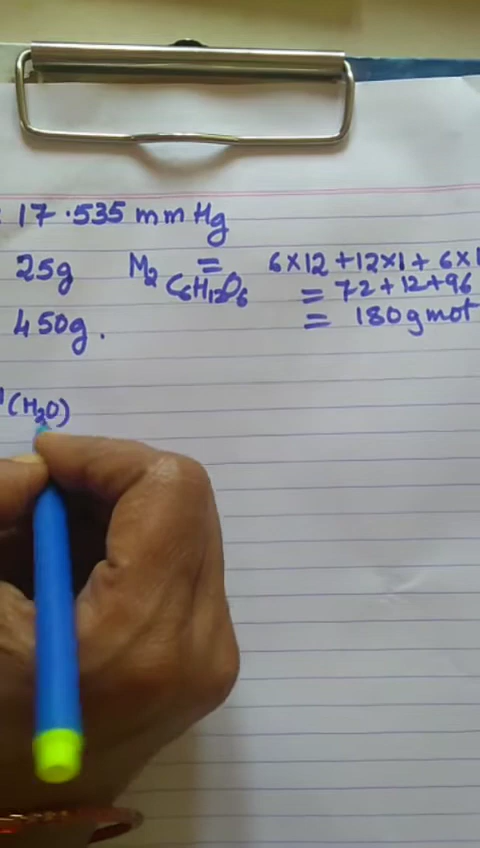 : 17.535 mm Hg
25g M2 = 6×12 + 12×1 + 6×1
C6H12O6 = 72 + 12 + 96
450g. = 180 g mol
(H2O)